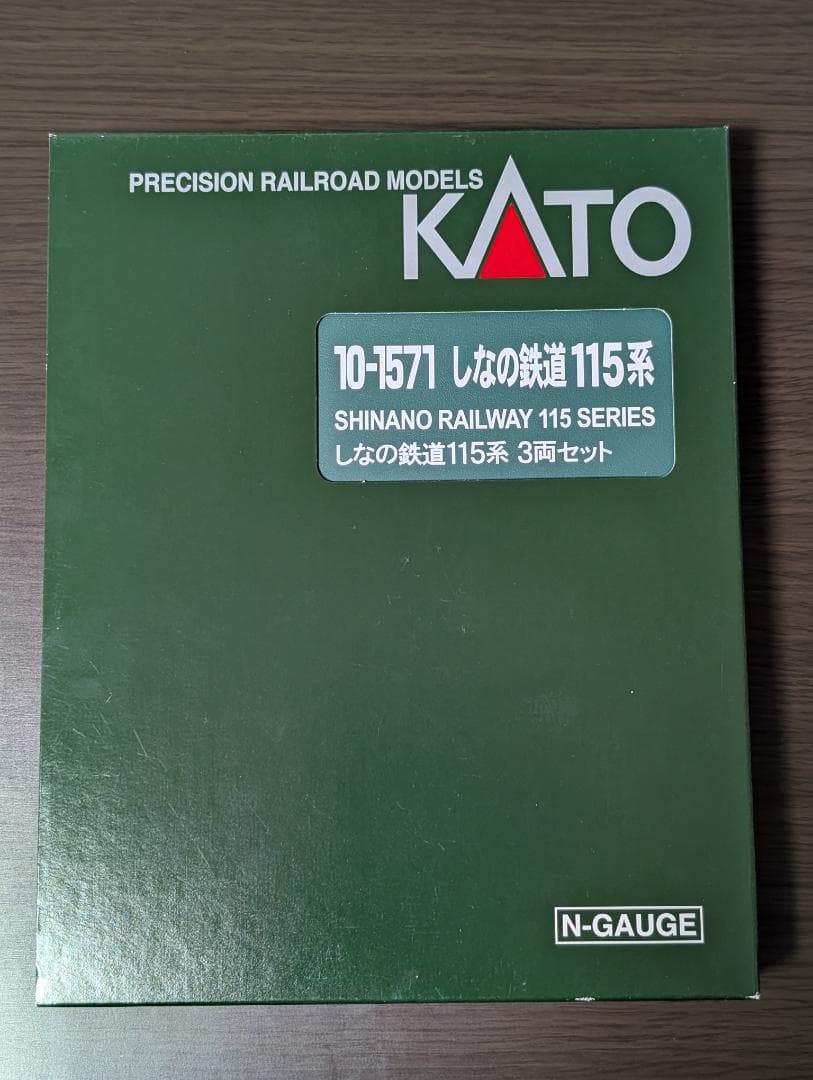 PRECISION RAILROAD MODELS
KATO
10-1571 しなの鉄道115系
SHINANO RAILWAY 115 SERIES
しなの鉄道115系 3両セット
N-GAUGE